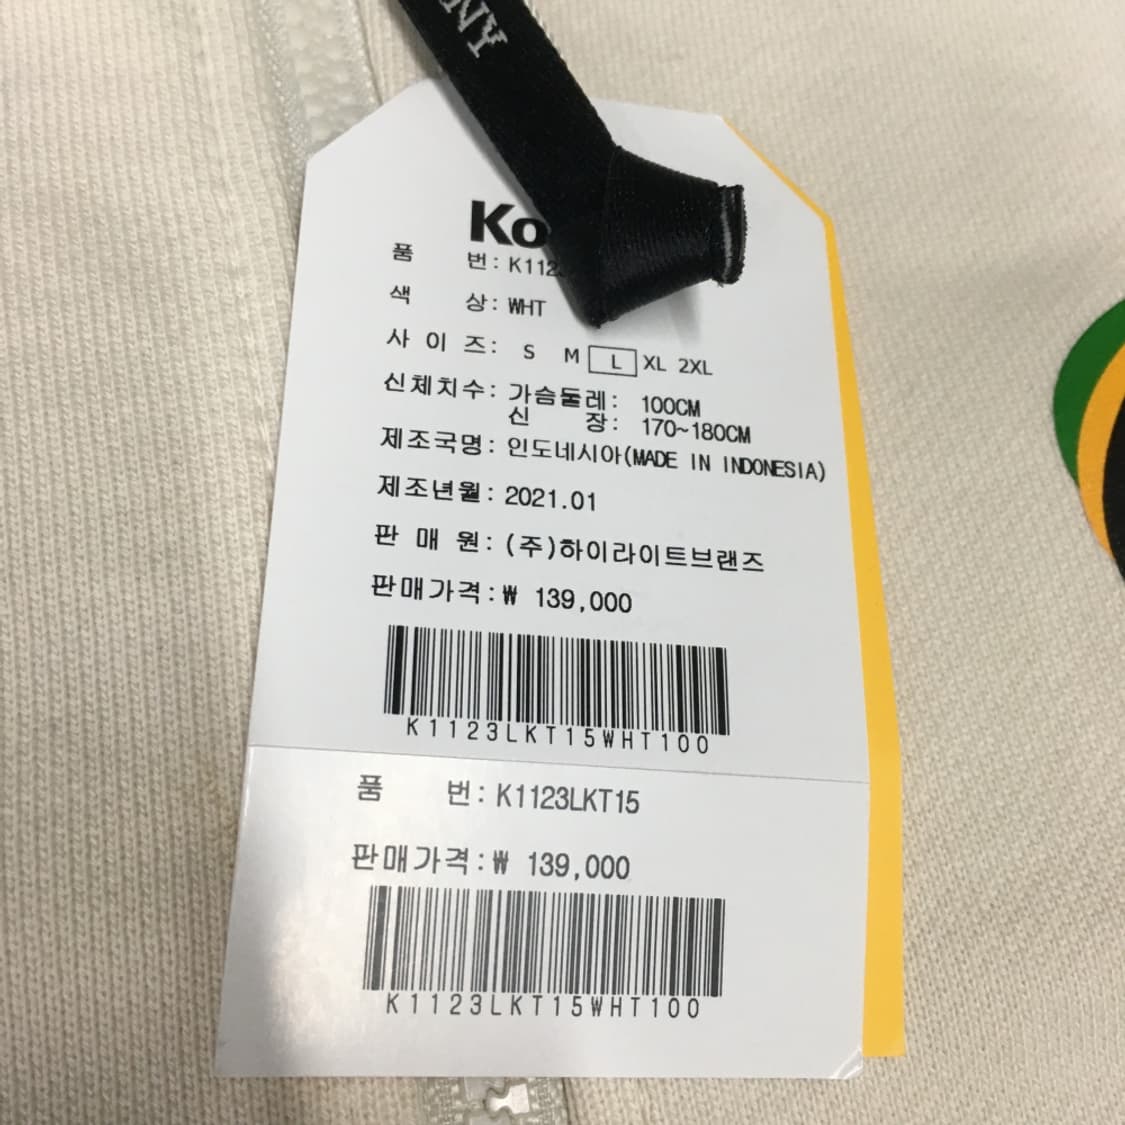 NY
Ko
품 번: K112
색 상: WHT
사 이 즈: S M L XL 2XL
신체치수: 가슴둘레: 100CM
신 장: 170~180CM
제조국명: 인도네시아(MADE IN INDONESIA)
제조년월: 2021.01
판 매 원: (주)하이라이트브랜즈
판매가격:₩ 139,000
K1123LKT15WHT100
품 번: K1123LKT15
판매가격:₩ 139,000
K1123LKT15WHT100